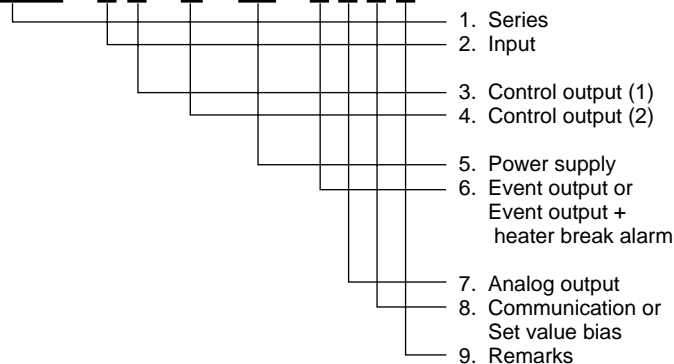 1. Series
2. Input
3. Control output (1)
4. Control output (2)
5. Power supply
6. Event output or
Event output +
heater break alarm
7. Analog output
8. Communication or
Set value bias
9. Remarks